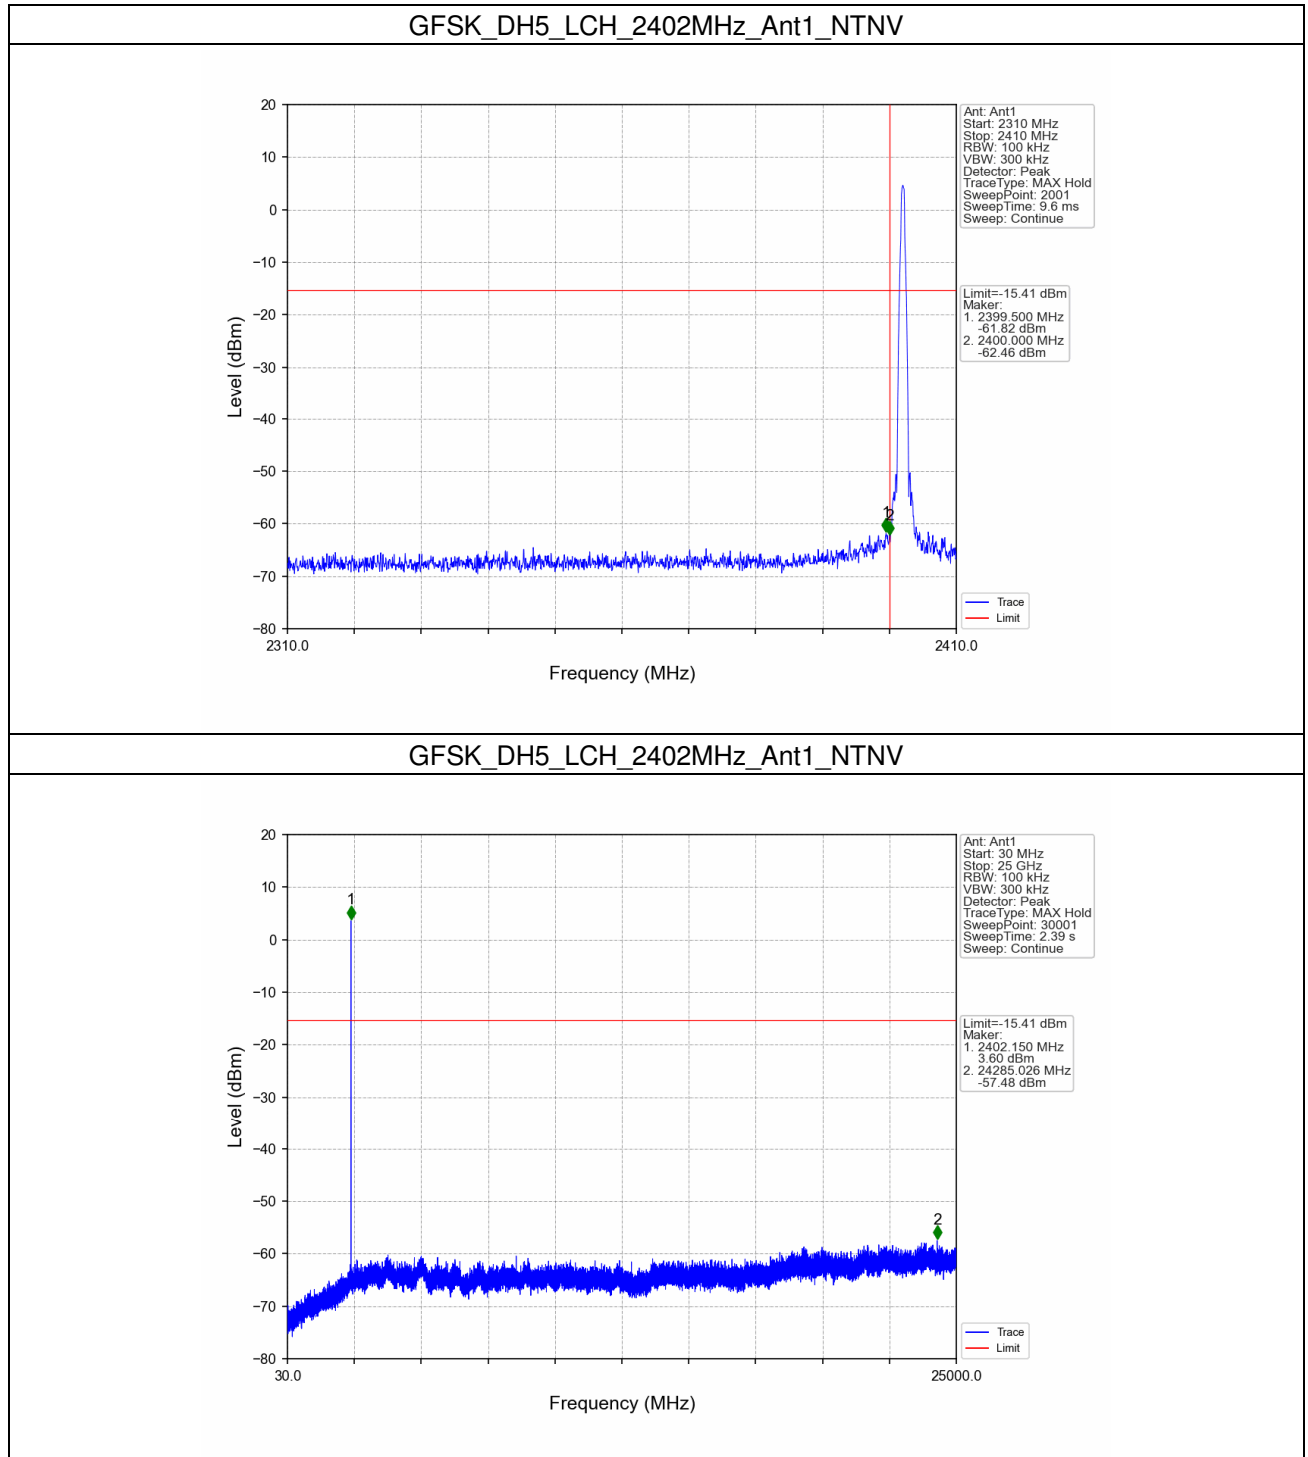 GFSK_DH5_LCH_2402MHz_Ant1_NTNV
20
10
0
−10
−20
−30
−40
−50
−60
−70
−80
Level (dBm)
2310.0
2410.0
Frequency (MHz)
1
2
Ant: Ant1
Start: 2310 MHz
Stop: 2410 MHz
RBW: 100 kHz
VBW: 300 kHz
Detector: Peak
TraceType: MAX Hold
SweepPoint: 2001
SweepTime: 9.6 ms
Sweep: Continue
Limit=-15.41 dBm
Maker:
1. 2399.500 MHz
-61.82 dBm
2. 2400.000 MHz
-62.46 dBm
Trace
Limit
GFSK_DH5_LCH_2402MHz_Ant1_NTNV
20
10
0
−10
−20
−30
−40
−50
−60
−70
−80
Level (dBm)
30.0
25000.0
Frequency (MHz)
1
2
Ant: Ant1
Start: 30 MHz
Stop: 25 GHz
RBW: 100 kHz
VBW: 300 kHz
Detector: Peak
TraceType: MAX Hold
SweepPoint: 30001
SweepTime: 2.39 s
Sweep: Continue
Limit=-15.41 dBm
Maker:
1. 2402.150 MHz
3.60 dBm
2. 24285.026 MHz
-57.48 dBm
Trace
Limit